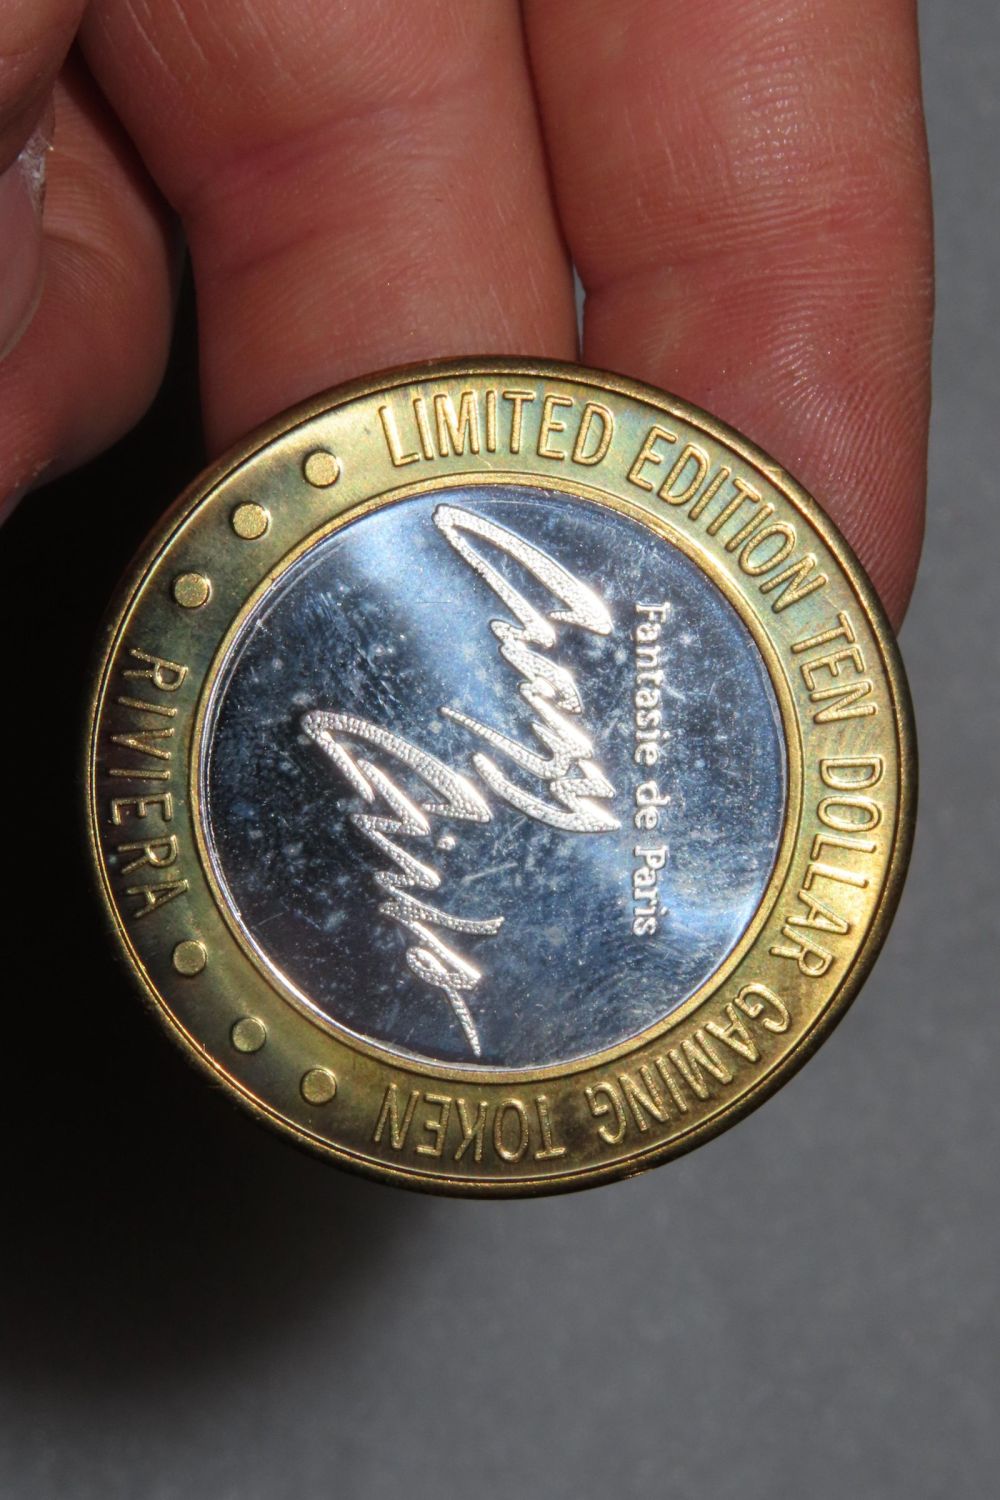 LIMITED EDITION TEN DOLLAR GAMING TOKEN
Fantasie de Paris
Crazy
Girls
RIVIERA